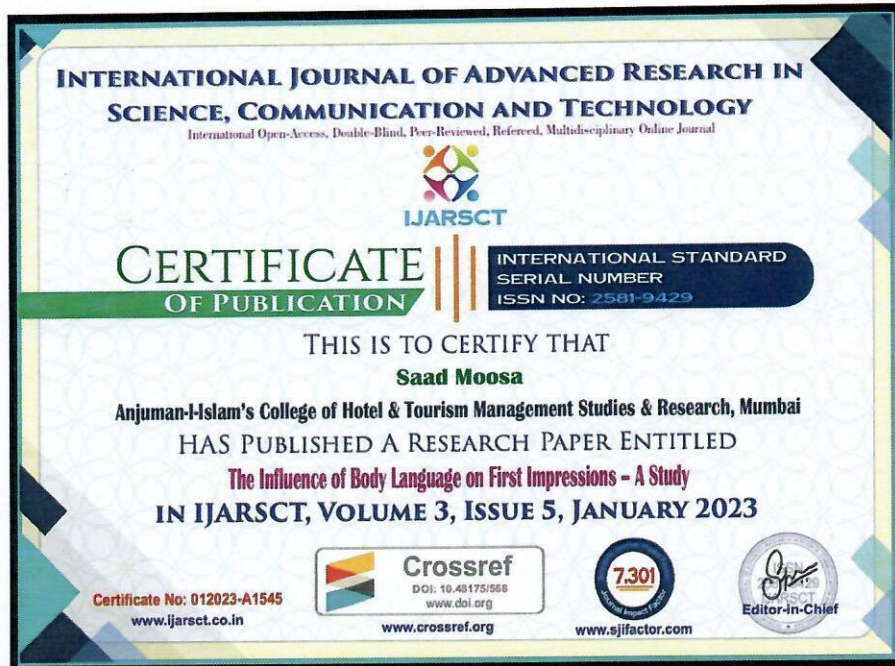 INTERNATIONAL JOURNAL OF ADVANCED RESEARCH IN
SCIENCE, COMMUNICATION AND TECHNOLOGY
International Open-Access, Double-Blind, Peer-Reviewed, Refereed, Multidisciplinary Online Journal
IJARSCT
CERTIFICATE
OF PUBLICATION
INTERNATIONAL STANDARD
SERIAL NUMBER
ISSN NO: 2581-9429
THIS IS TO CERTIFY THAT
Saad Moosa
Anjuman-I-Islam's College of Hotel & Tourism Management Studies & Research, Mumbai
HAS PUBLISHED A RESEARCH PAPER ENTITLED
The Influence of Body Language on First Impressions – A Study
IN IJARSCT, VOLUME 3, ISSUE 5, JANUARY 2023
Certificate No: 012023-A1545
www.ijarsct.co.in
Crossref
DOI: 10.48175/568
www.doi.org
www.crossref.org
7.301
Journal Impact Factor
www.sjifactor.com
ISSN
IJARSCT
Editor-in-Chief